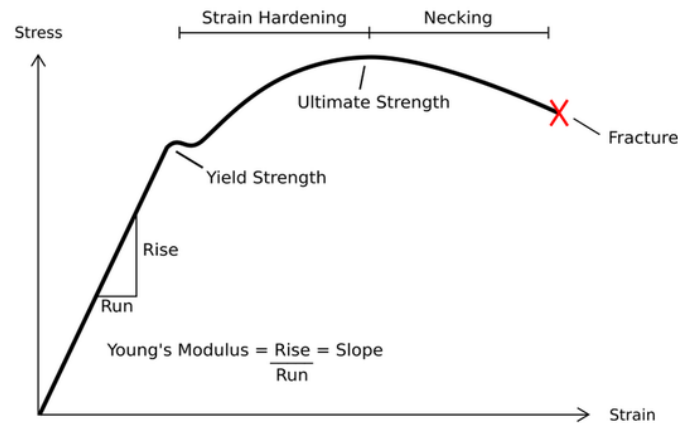 Strain Hardening
Necking
Stress
Ultimate Strength
Fracture
Yield Strength
Rise
Run
Young's Modulus = Rise = Slope
Run
Strain